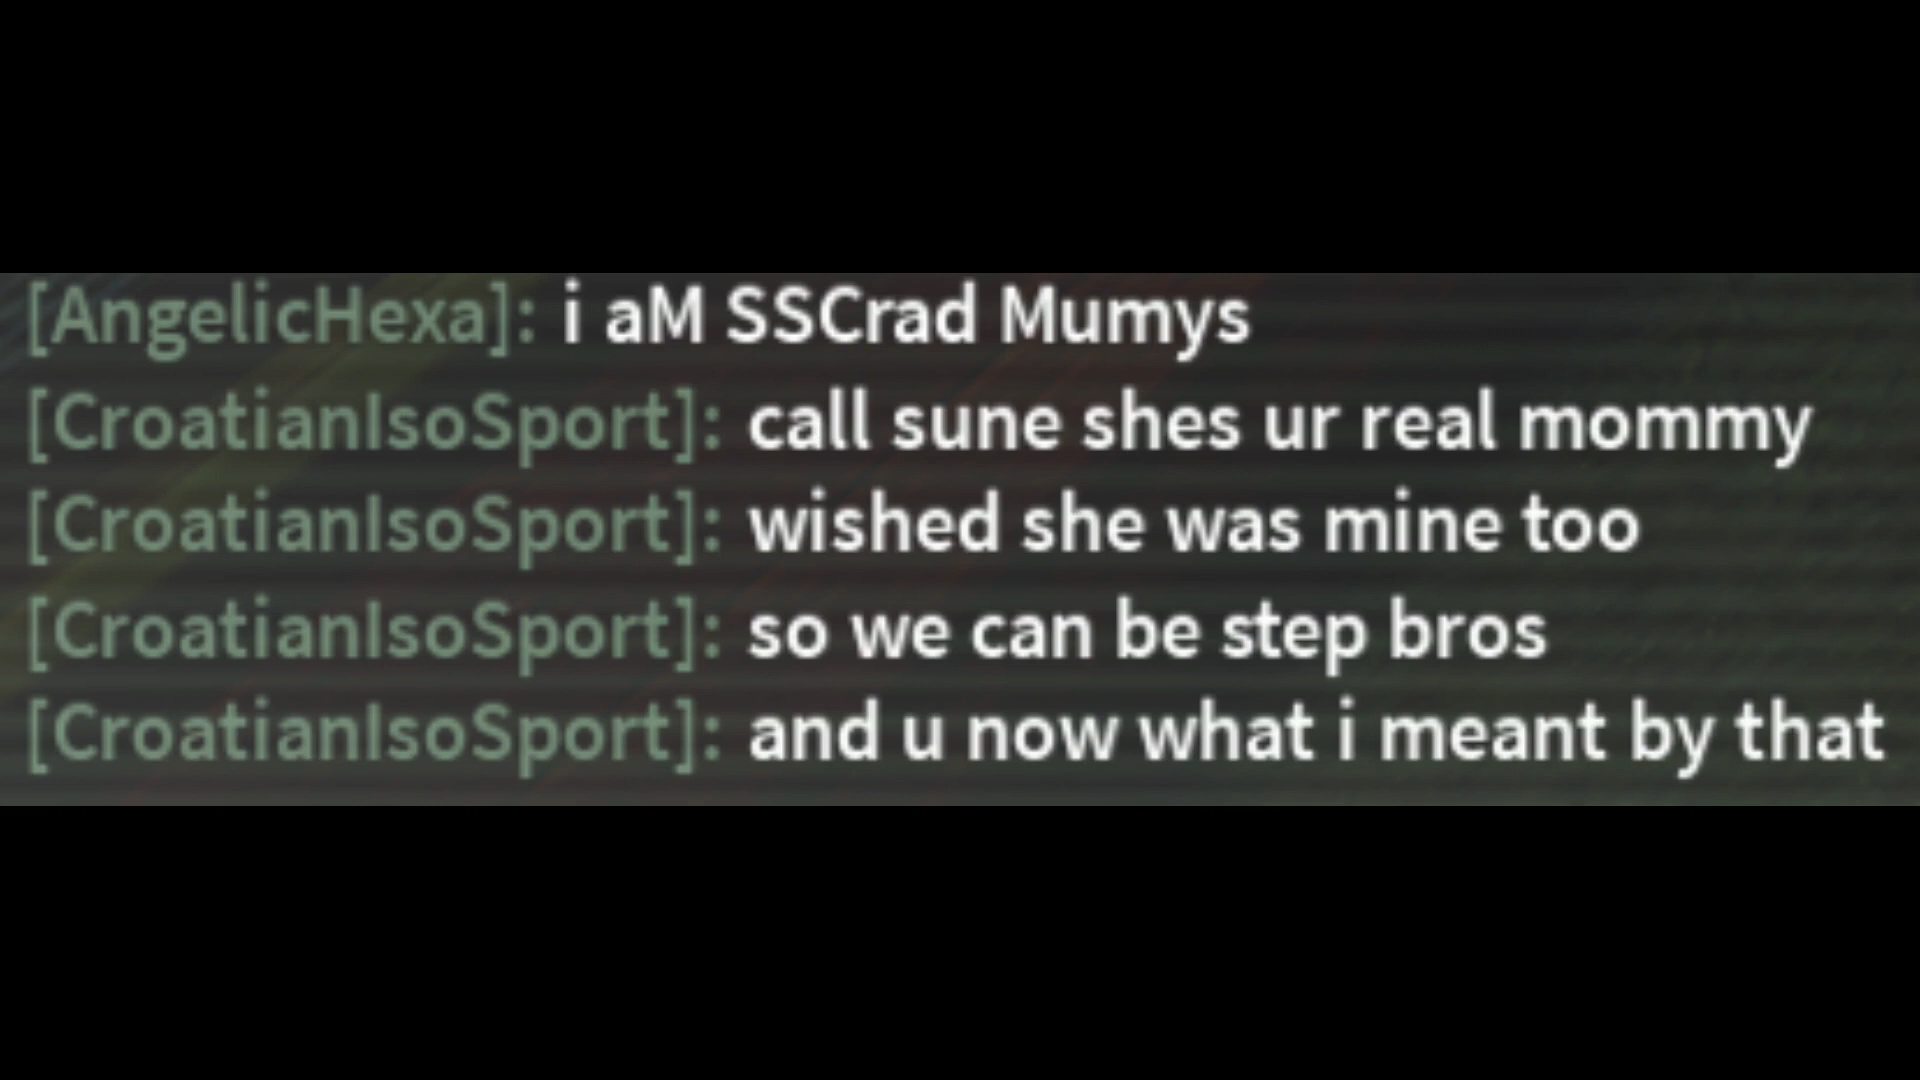 [AngelicHexa]: i aM SSCrad Mumys
[CroatianIsoSport]: call sune shes ur real mommy
[CroatianIsoSport]: wished she was mine too
[CroatianIsoSport]: so we can be step bros
[CroatianIsoSport]: and u now what i meant by that